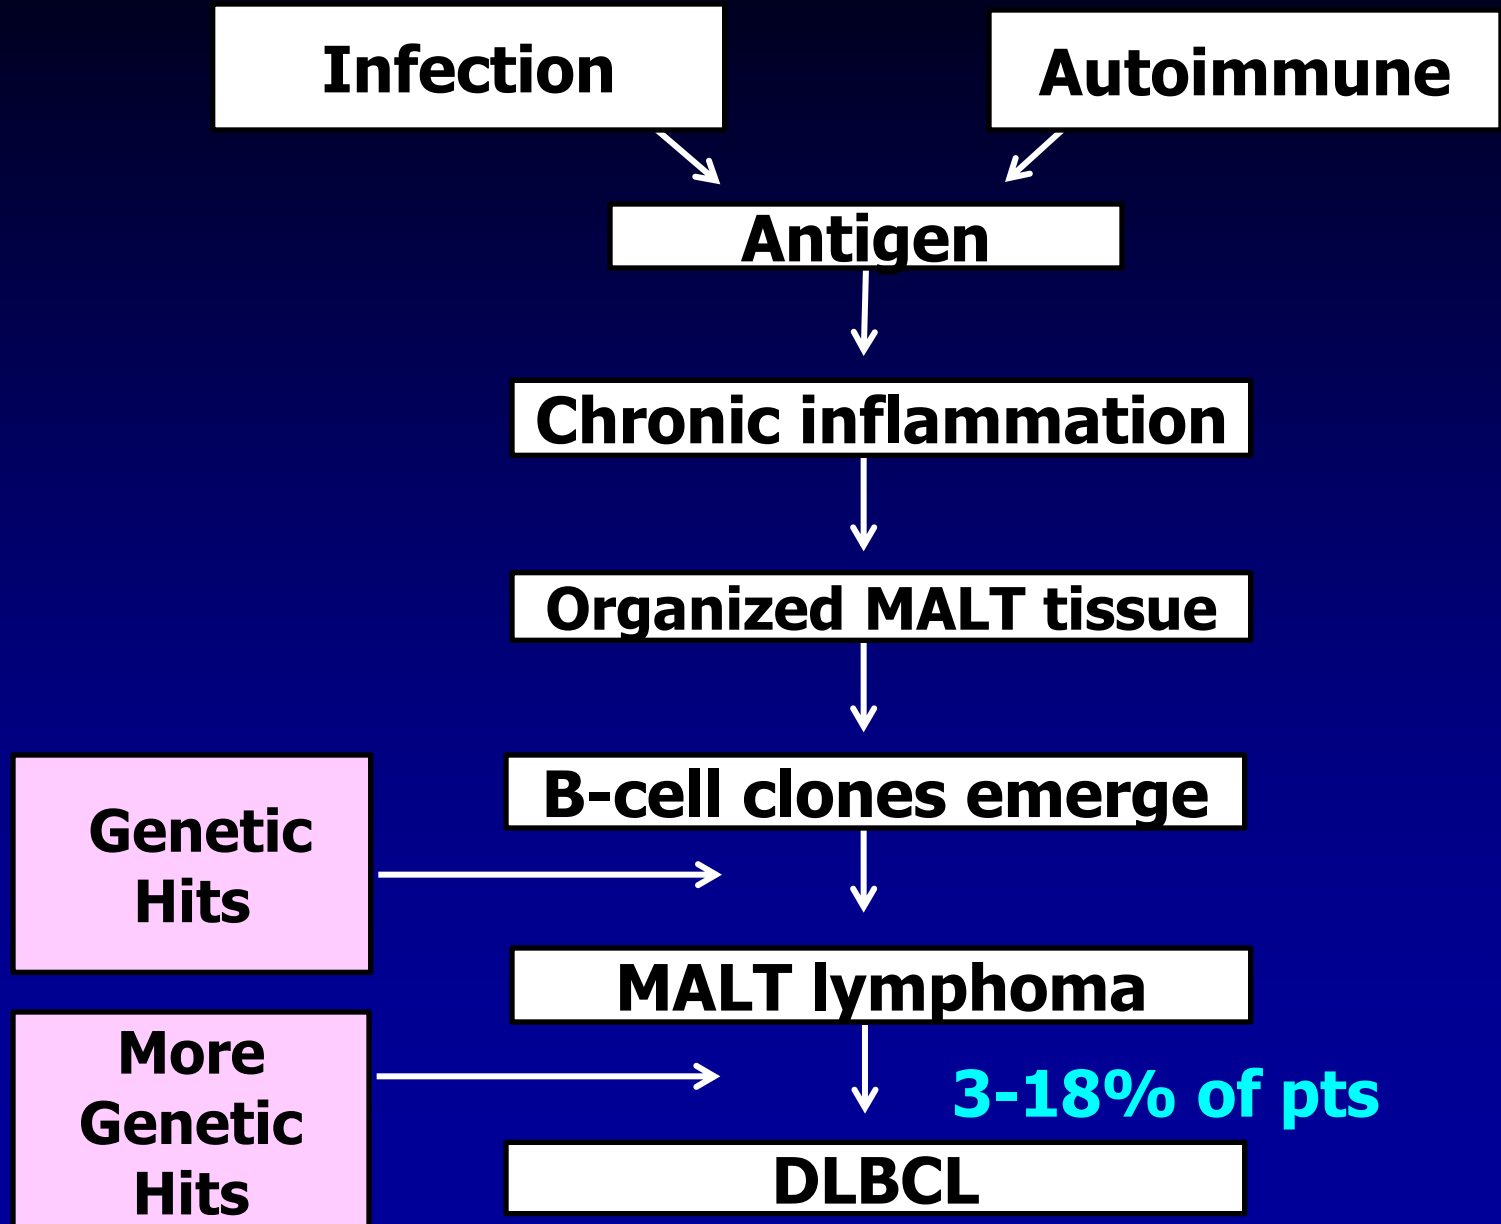 Infection
Autoimmune
Antigen
Chronic inflammation
Organized MALT tissue
B-cell clones emerge
Genetic
Hits
MALT lymphoma
More
Genetic
Hits
3-18% of pts
DLBCL